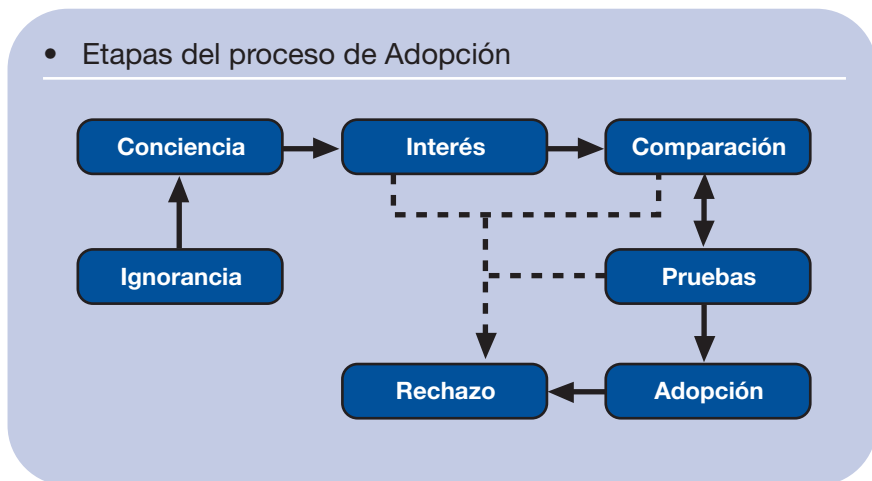 • Etapas del proceso de Adopción
Conciencia
Interés
Comparación
Ignorancia
Pruebas
Rechazo
Adopción